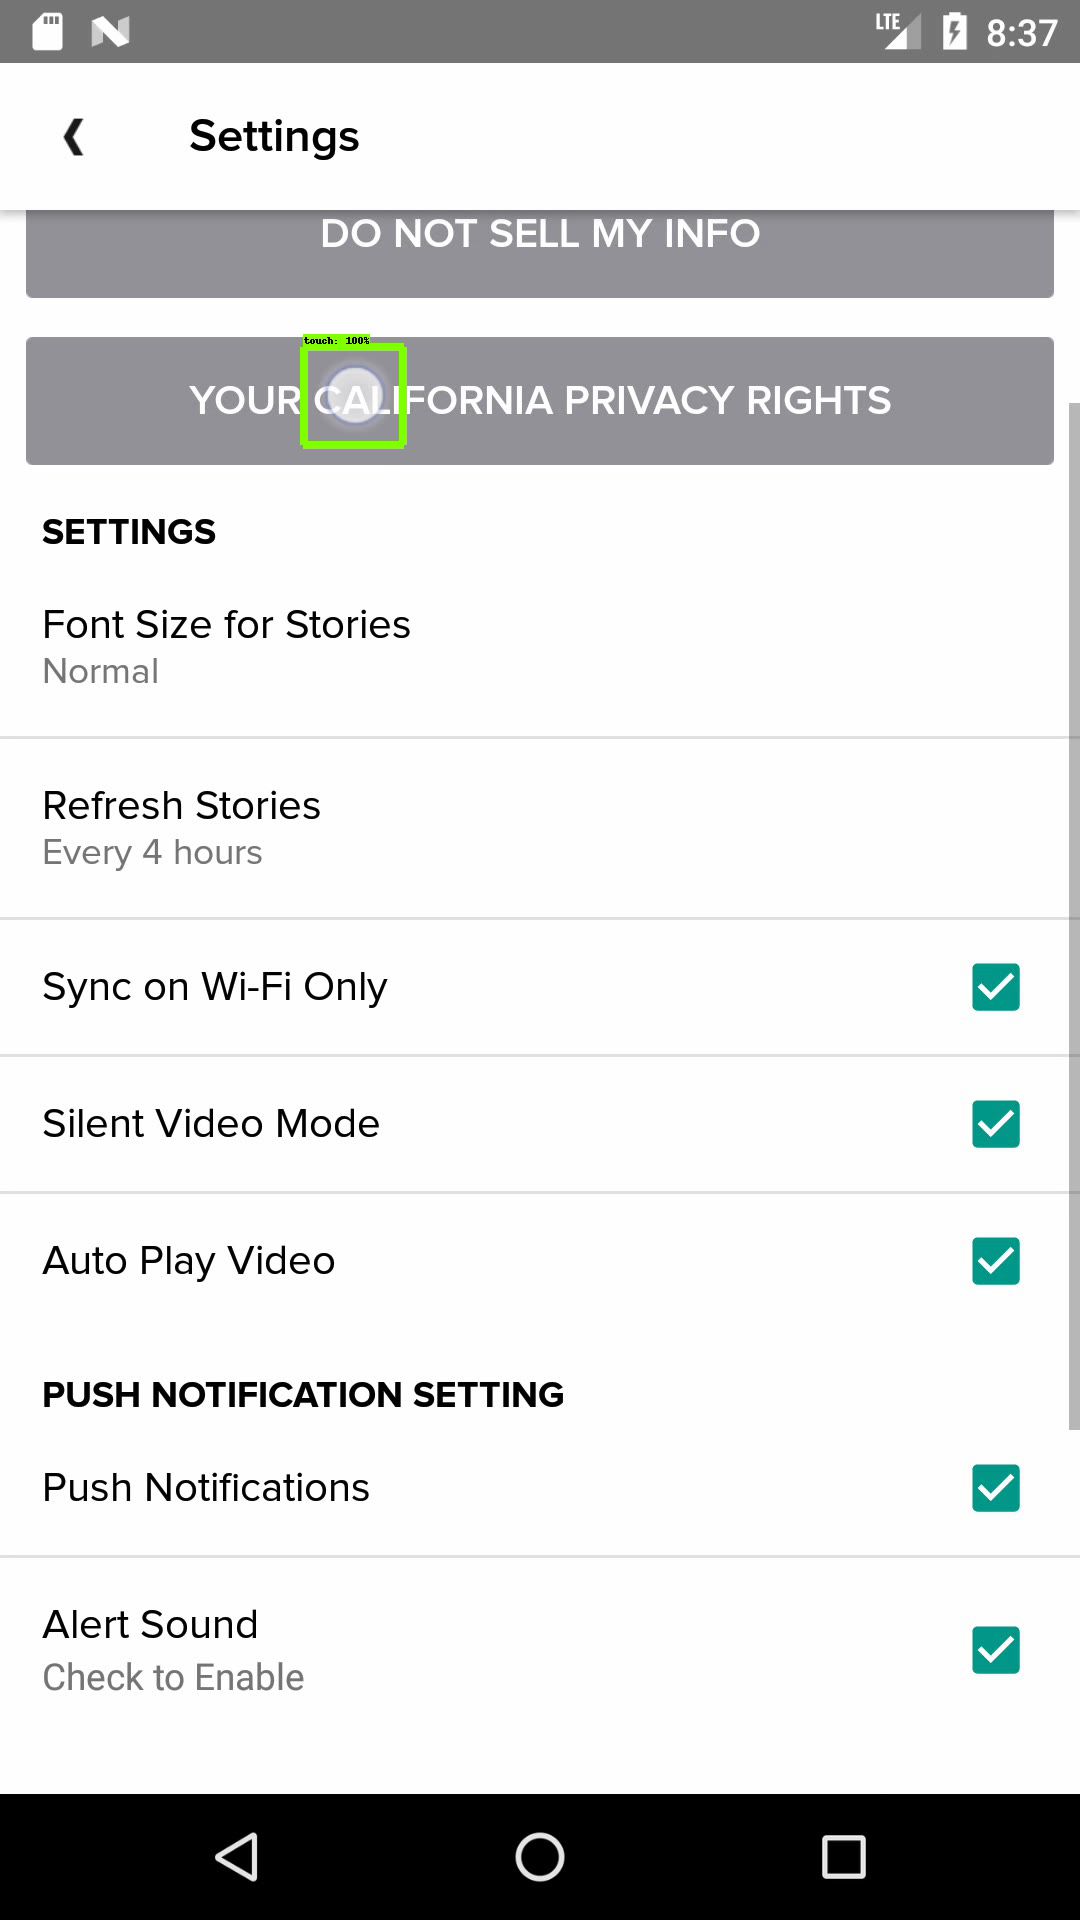 LTE 8:37
Settings
DO NOT SELL MY INFO
touch: 100%
YOUR CALIFORNIA PRIVACY RIGHTS
SETTINGS
Font Size for Stories
Normal
Refresh Stories
Every 4 hours
Sync on Wi-Fi Only
Silent Video Mode
Auto Play Video
PUSH NOTIFICATION SETTING
Push Notifications
Alert Sound
Check to Enable